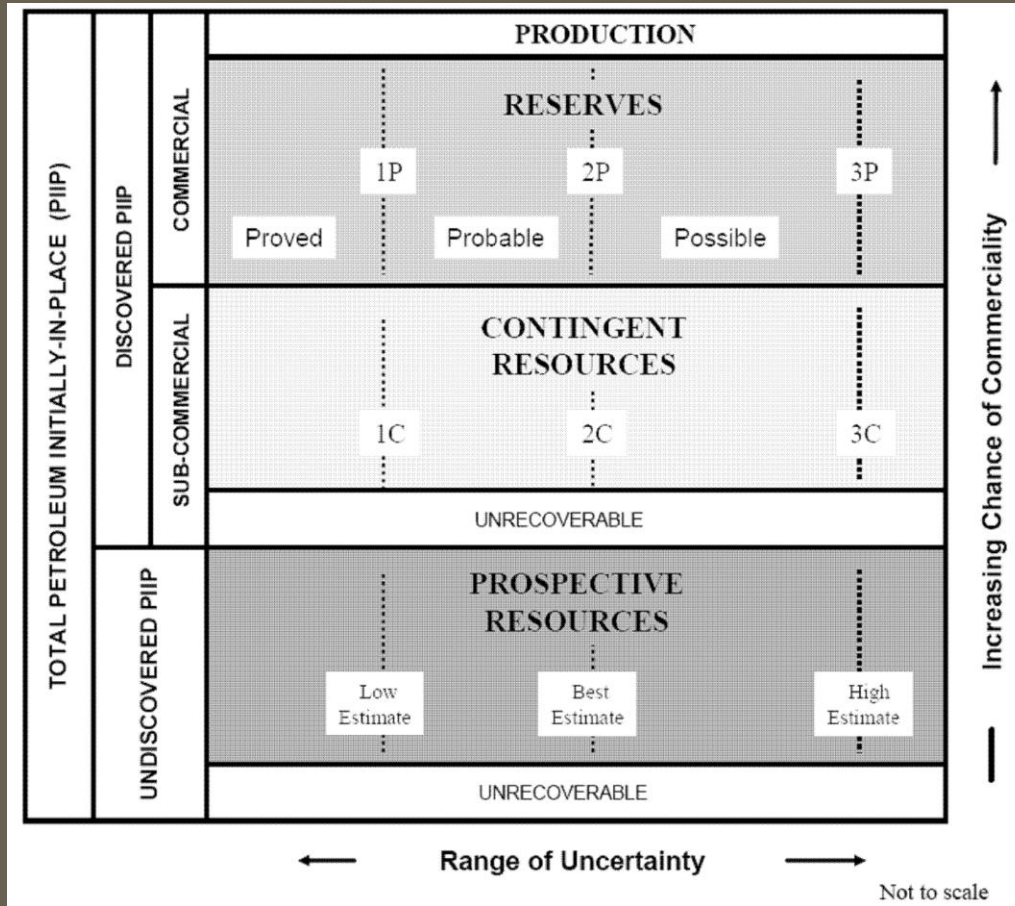 TOTAL PETROLEUM INITIALLY-IN-PLACE (PIIP)
DISCOVERED PIIP
UNDISCOVERED PIIP
COMMERCIAL
SUB-COMMERCIAL
PRODUCTION
RESERVES
1P
2P
3P
Proved
Probable
Possible
CONTINGENT
RESOURCES
1C
2C
3C
UNRECOVERABLE
PROSPECTIVE
RESOURCES
Low
Estimate
Best
Estimate
High
Estimate
UNRECOVERABLE
Increasing Chance of Commerciality
Range of Uncertainty
Not to scale